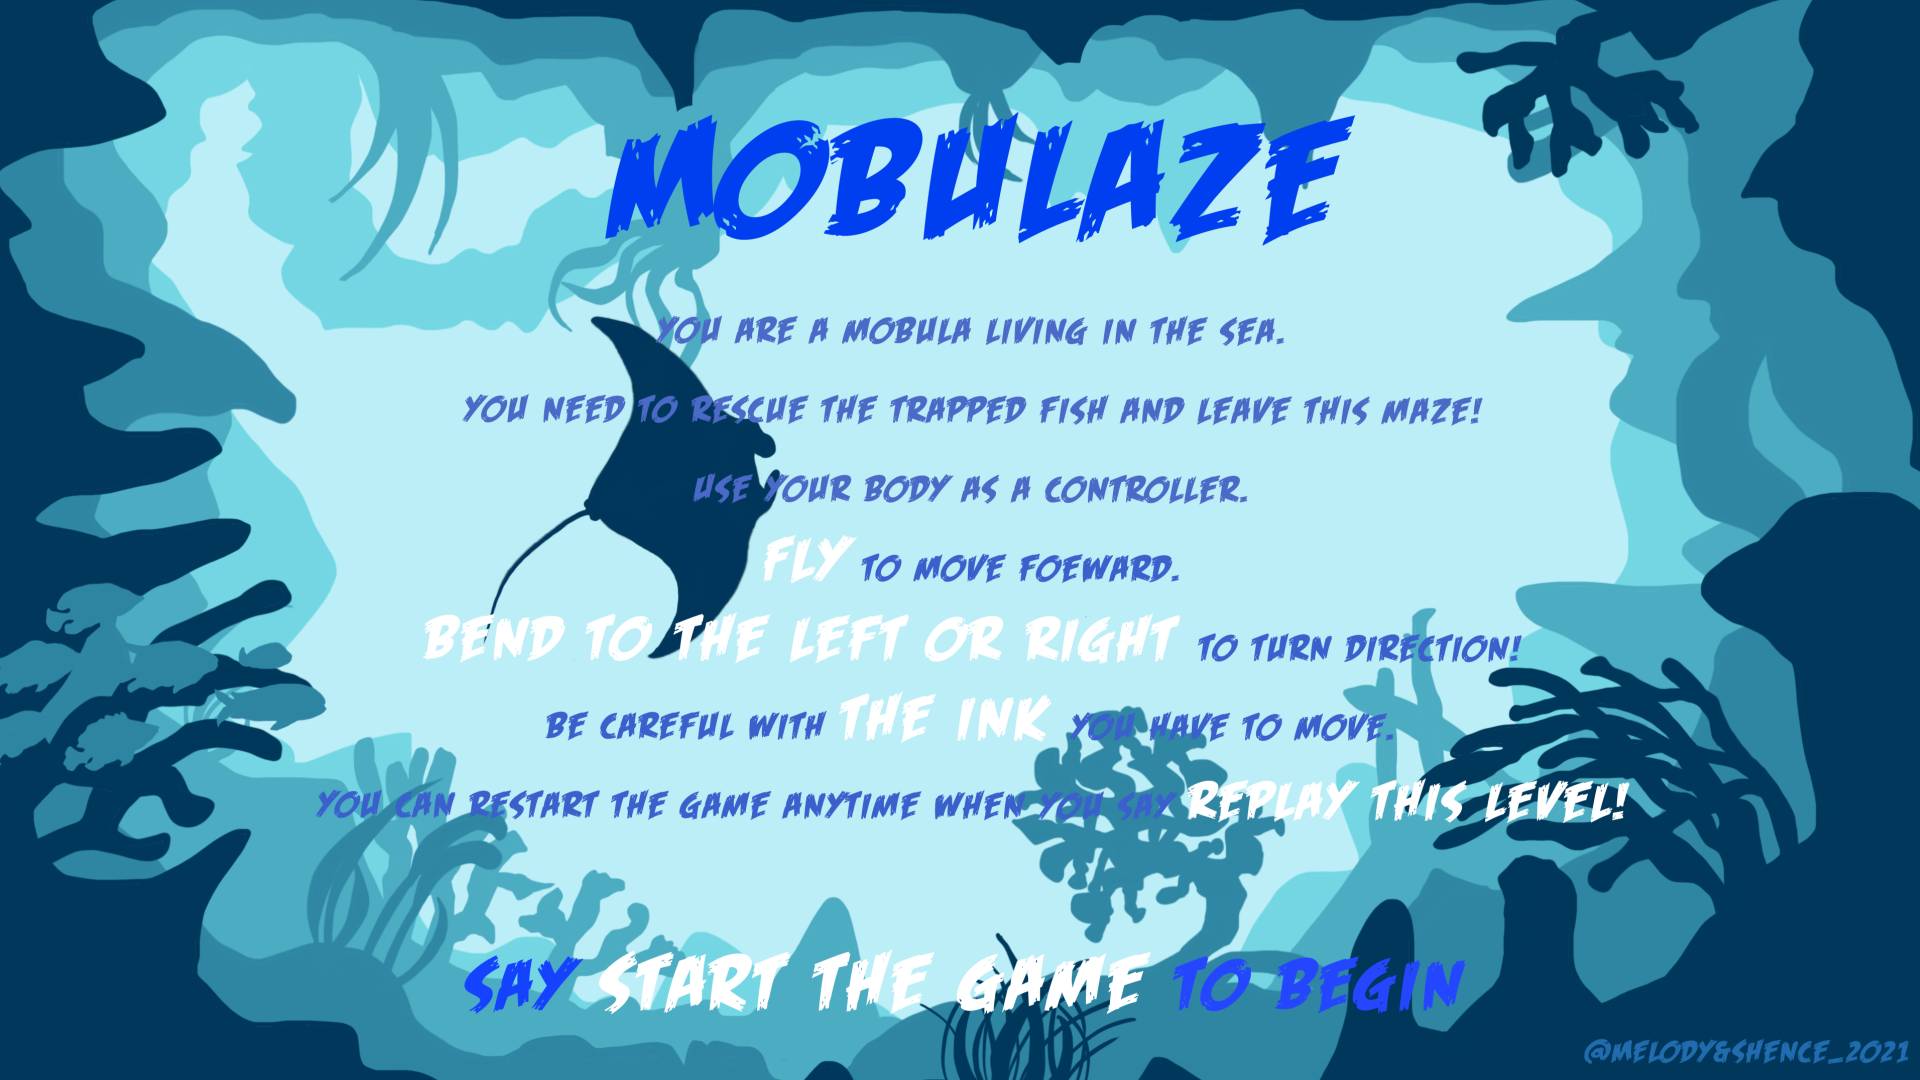 MOBULAZE
YOU ARE A MOBULA LIVING IN THE SEA.
YOU NEED TO RESCUE THE TRAPPED FISH AND LEAVE THIS MAZE!
USE YOUR BODY AS A CONTROLLER.
FLY TO MOVE FOEWARD.
BEND TO THE LEFT OR RIGHT TO TURN DIRECTION!
BE CAREFUL WITH THE INK YOU HAVE TO MOVE.
YOU CAN RESTART THE GAME ANYTIME WHEN YOU SAY REPLAY THIS LEVEL!
SAY START THE GAME TO BEGIN
@MELODY&SHENCE_2021